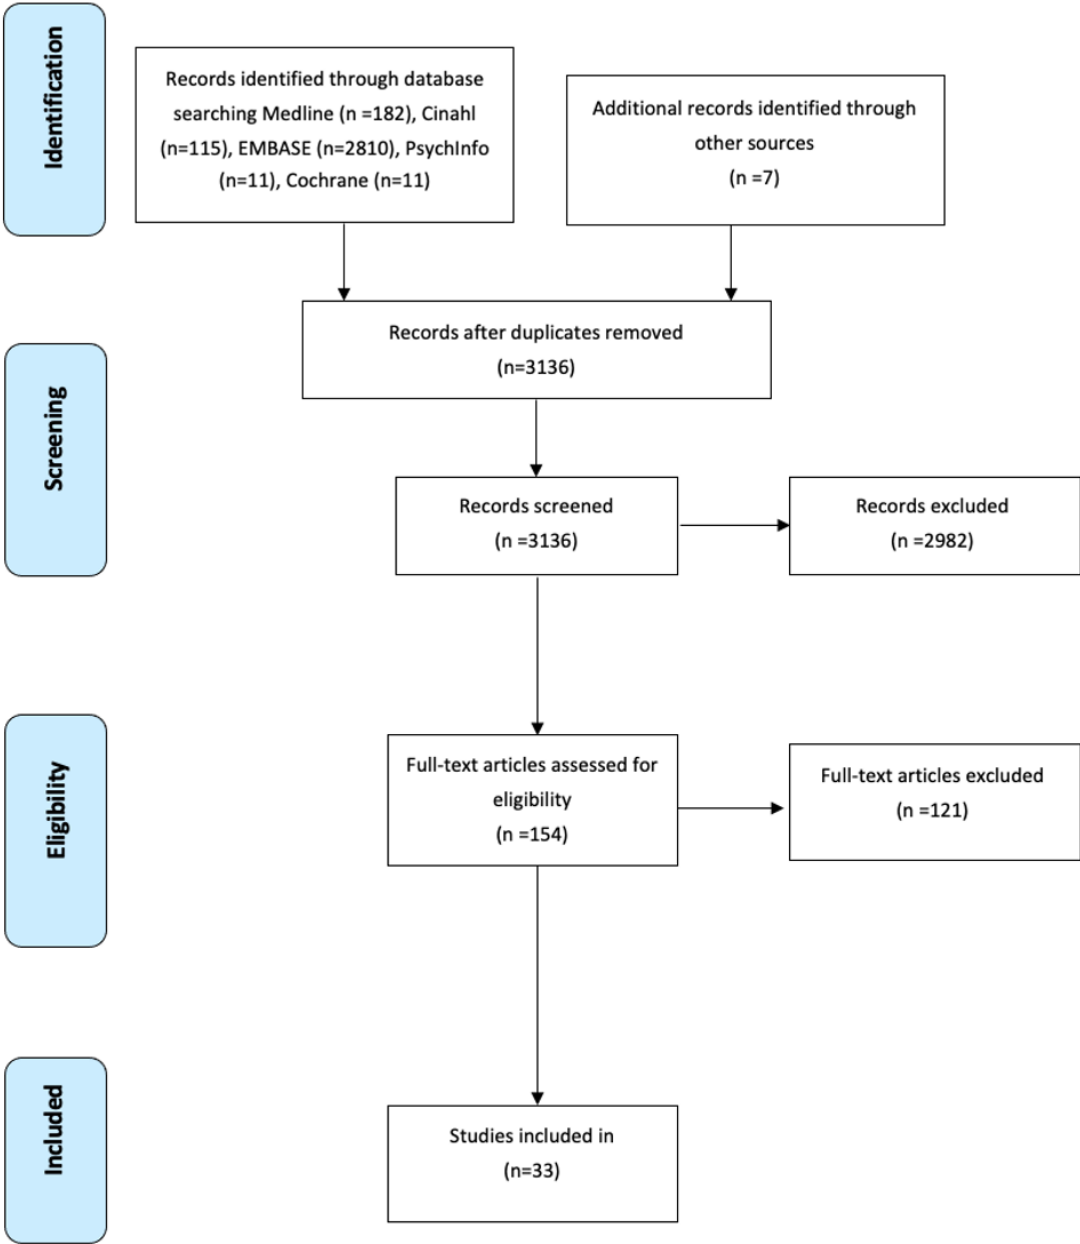 Identification
Records identified through database
searching Medline (n =182), Cinahl
(n=115), EMBASE (n=2810), PsychInfo
(n=11), Cochrane (n=11)
Additional records identified through
other sources
(n =7)
Screening
Records after duplicates removed
(n=3136)
Records screened
(n =3136)
Records excluded
(n =2982)
Eligibility
Full-text articles assessed for
eligibility
(n =154)
Full-text articles excluded
(n =121)
Included
Studies included in
(n=33)